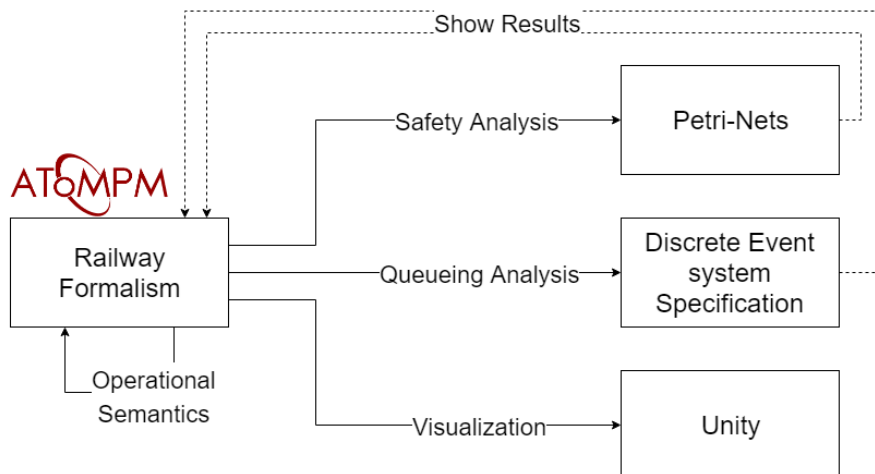 Show Results
Safety Analysis
Petri-Nets
AToMPM
Railway
Formalism
Queueing Analysis
Discrete Event
system
Specification
Operational
Semantics
Visualization
Unity